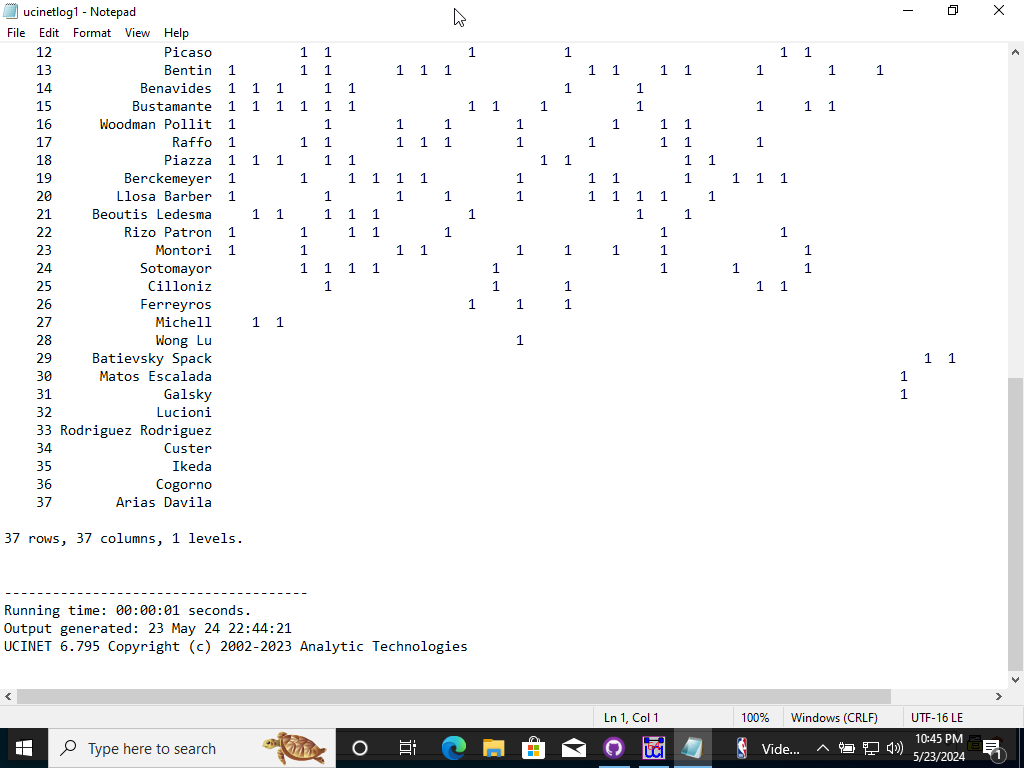 ucinetlog1 - Notepad
File Edit Format View Help
12 Picaso 1 1 1 1 1 1
13 Bentin 1 1 1 1 1 1 1 1 1 1 1 1 1
14 Benavides 1 1 1 1 1 1 1
15 Bustamante 1 1 1 1 1 1 1 1 1 1 1 1 1
16 Woodman Pollit 1 1 1 1 1 1 1 1
17 Raffo 1 1 1 1 1 1 1 1 1 1 1
18 Piazza 1 1 1 1 1 1 1 1 1
19 Berckemeyer 1 1 1 1 1 1 1 1 1 1 1 1 1
20 Llosa Barber 1 1 1 1 1 1 1 1 1 1
21 Beoutis Ledesma 1 1 1 1 1 1 1 1
22 Rizo Patron 1 1 1 1 1 1 1
23 Montori 1 1 1 1 1 1 1 1 1
24 Sotomayor 1 1 1 1 1 1 1 1
25 Cilloniz 1 1 1 1 1
26 Ferreyros 1 1 1
27 Michell 1 1
28 Wong Lu 1
29 Batievsky Spack 1 1
30 Matos Escalada 1
31 Galsky 1
32 Lucioni
33 Rodriguez Rodriguez
34 Custer
35 Ikeda
36 Cogorno
37 Arias Davila
37 rows, 37 columns, 1 levels.
--------------------------------------
Running time: 00:00:01 seconds.
Output generated: 23 May 24 22:44:21
UCINET 6.795 Copyright (c) 2002-2023 Analytic Technologies
Ln 1, Col 1 100% Windows (CRLF) UTF-16 LE
Type here to search UCI Vide... 10:45 PM
5/23/2024 1